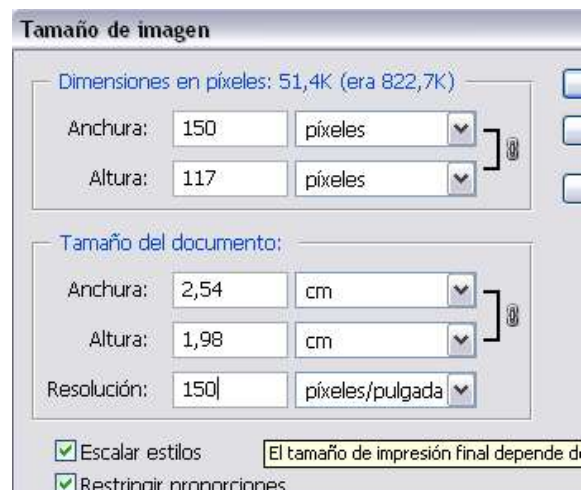 Tamaño de imagen
Dimensiones en píxeles: 51,4K (era 822,7K)
Anchura: 150 píxeles
Altura: 117 píxeles
Tamaño del documento:
Anchura: 2,54 cm
Altura: 1,98 cm
Resolución: 150 píxeles/pulgada
Escalar estilos El tamaño de impresión final depende
Restringir proporciones